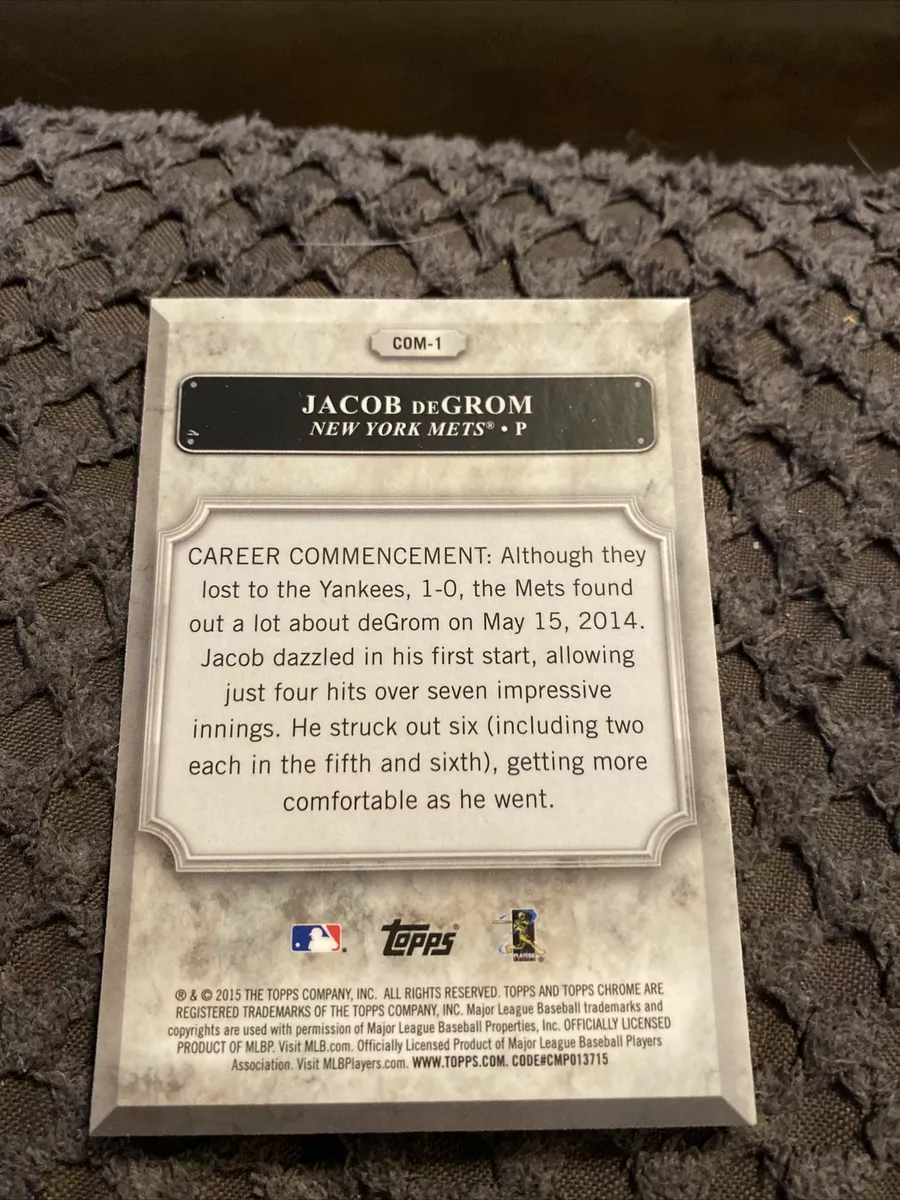 COM-1
JACOB DEGROM
NEW YORK METS® • P
CAREER COMMENCEMENT: Although they
lost to the Yankees, 1-0, the Mets found
out a lot about deGrom on May 15, 2014.
Jacob dazzled in his first start, allowing
just four hits over seven impressive
innings. He struck out six (including two
each in the fifth and sixth), getting more
comfortable as he went.
Topps®
PLAYERS
® & © 2015 THE TOPPS COMPANY, INC. ALL RIGHTS RESERVED. TOPPS AND TOPPS CHROME ARE
REGISTERED TRADEMARKS OF THE TOPPS COMPANY, INC. Major League Baseball trademarks and
copyrights are used with permission of Major League Baseball Properties, Inc. OFFICIALLY LICENSED
PRODUCT OF MLBP. Visit MLB.com. Officially Licensed Product of Major League Baseball Players
Association. Visit MLBPlayers.com. WWW.TOPPS.COM. CODE#CMP013715